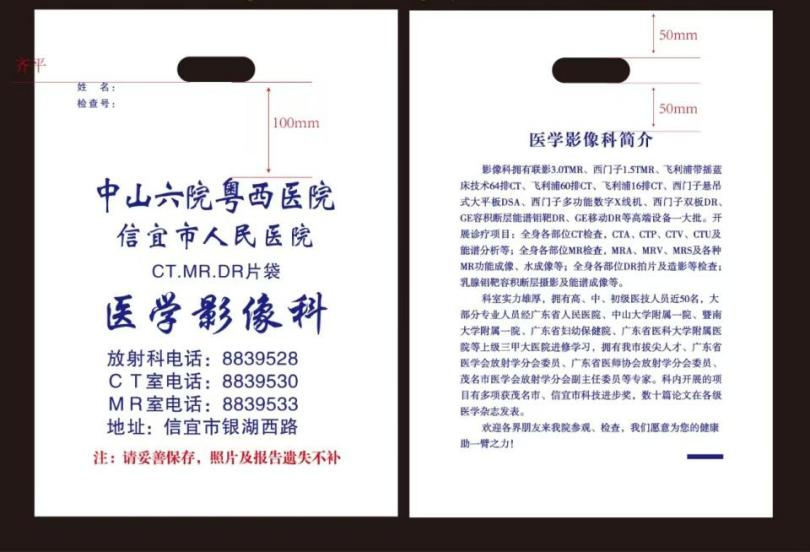 齐平
姓 名：
检查号：
100mm
中山六院粤西医院
信宜市人民医院
CT.MR.DR片袋
医学影像科
放射科电话：8839528
CT室电话：8839530
MR室电话：8839533
地址：信宜市银湖西路
注：请妥善保存，照片及报告遗失不补
50mm
50mm
医学影像科简介
影像科拥有联影3.0TMR、西门子1.5TMR、飞利浦带摇蓝
床技术64排CT、飞利浦60排CT、飞利浦16排CT、西门子悬吊
式大平板DSA、西门子多功能数字X线机、西门子双板DR、
GE容积断层能谱钼靶DR、GE移动DR等高端设备一大批。开
展诊疗项目：全身各部位CT检查，CTA、CTP、CTV、CTU及
能谱分析等；全身各部位MR检查，MRA、MRV、MRS及各种
MR功能成像、水成像等；全身各部位DR拍片及造影等检查；
乳腺钼靶容积断层摄影及能谱成像等。
科室实力雄厚，拥有高、中、初级医技人员近50名，大
部分专业人员经广东省人民医院、中山大学附属一院、暨南
大学附属一院、广东省妇幼保健院、广东省医科大学附属医
院等上级三甲大医院进修学习，拥有我市拔尖人才、广东省
医学会放射学分会委员、广东省医师协会放射学分会委员、
茂名市医学会放射学分会副主任委员等专家。科内开展的项
目有多项获茂名市、信宜市科技进步奖，数十篇论文在各级
医学杂志发表。
欢迎各界朋友来我院参观、检查，我们愿意为您的健康
助一臂之力！